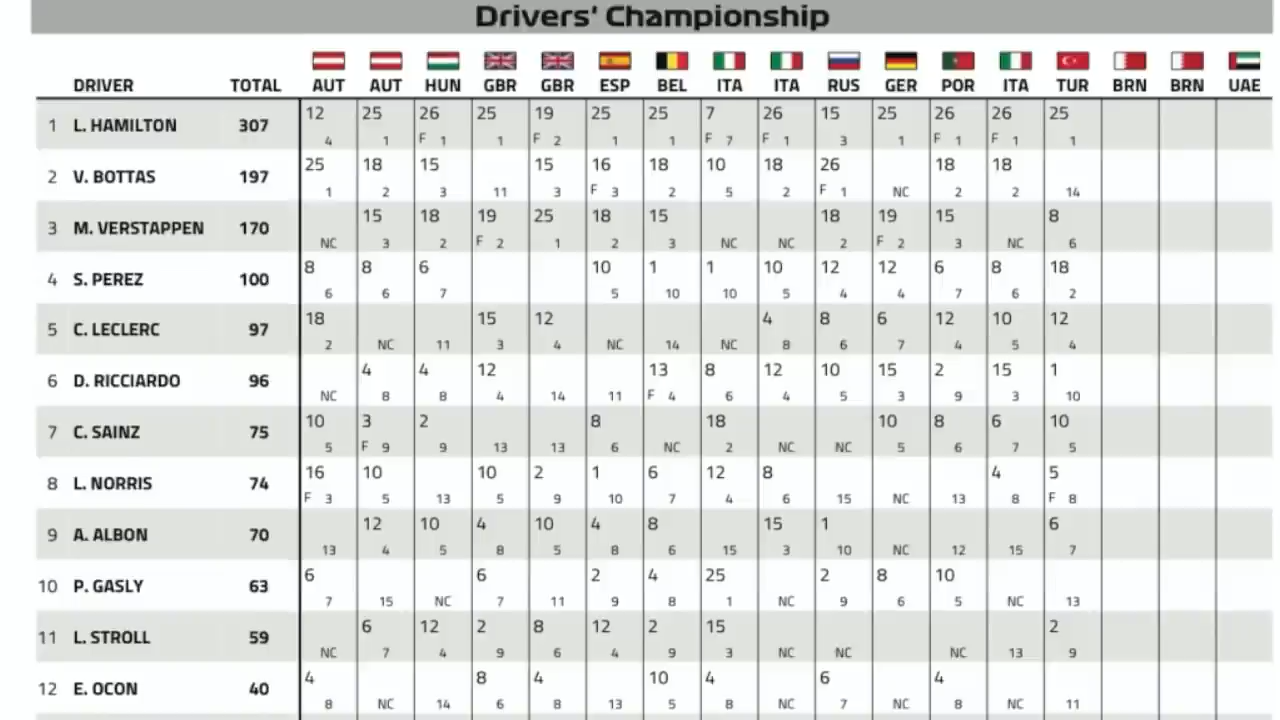 Drivers' Championship
DRIVER TOTAL AUT AUT HUN GBR GBR ESP BEL ITA ITA RUS GER POR ITA TUR BRN BRN UAE
1 L. HAMILTON 307 12 25 26 25 19 25 25 7 26 15 25 26 26 25
4 1 F 1 1 F 2 1 1 F 7 F 1 3 1 F 1 F 1 1
2 V. BOTTAS 197 25 18 15 15 16 18 10 18 26 18 18
1 2 3 11 3 F 3 2 5 2 F 1 NC 2 2 14
3 M. VERSTAPPEN 170 15 18 19 25 18 15 18 19 15 8
NC 3 2 F 2 1 2 3 NC NC 2 F 2 3 NC 6
4 S. PEREZ 100 8 8 6 10 1 1 10 12 12 6 8 18
6 6 7 5 10 10 5 4 4 7 6 2
5 C. LECLERC 97 18 15 12 4 8 6 12 10 12
2 NC 11 3 4 NC 14 NC 8 6 7 4 5 4
6 D. RICCIARDO 96 4 4 12 13 8 12 10 15 2 15 1
NC 8 8 4 14 11 F 4 6 4 5 3 9 3 10
7 C. SAINZ 75 10 3 2 8 18 10 8 6 10
5 F 9 9 13 13 6 NC 2 NC NC 5 6 7 5
8 L. NORRIS 74 16 10 10 2 1 6 12 8 4 5
F 3 5 13 5 9 10 7 4 6 15 NC 13 8 F 8
9 A. ALBON 70 12 10 4 10 4 8 15 1 6
13 4 5 8 5 8 6 15 3 10 NC 12 15 7
10 P. GASLY 63 6 6 2 4 25 2 8 10
7 15 NC 7 11 9 8 1 NC 9 6 5 NC 13
11 L. STROLL 59 6 12 2 8 12 2 15 2
NC 7 4 9 6 4 9 3 NC NC NC 13 9
12 E. OCON 40 4 8 4 10 4 6 4
8 NC 14 6 8 13 5 8 NC 7 NC 8 NC 11